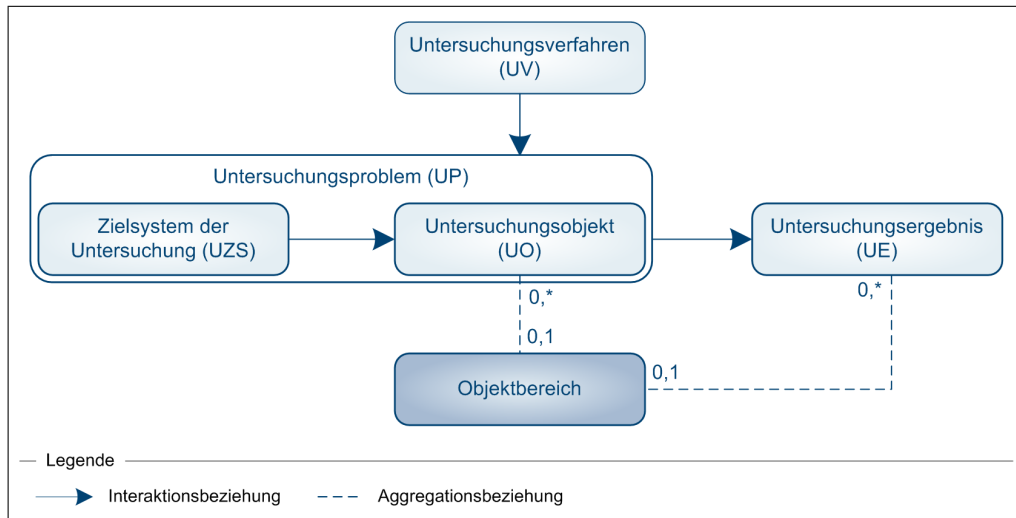 Untersuchungsverfahren
(UV)
Untersuchungsproblem (UP)
Zielsystem der
Untersuchung (UZS)
Untersuchungsobjekt
(UO)
Untersuchungsergebnis
(UE)
0,*
0,*
0,1
0,1
Objektbereich
Legende
Interaktionsbeziehung
Aggregationsbeziehung